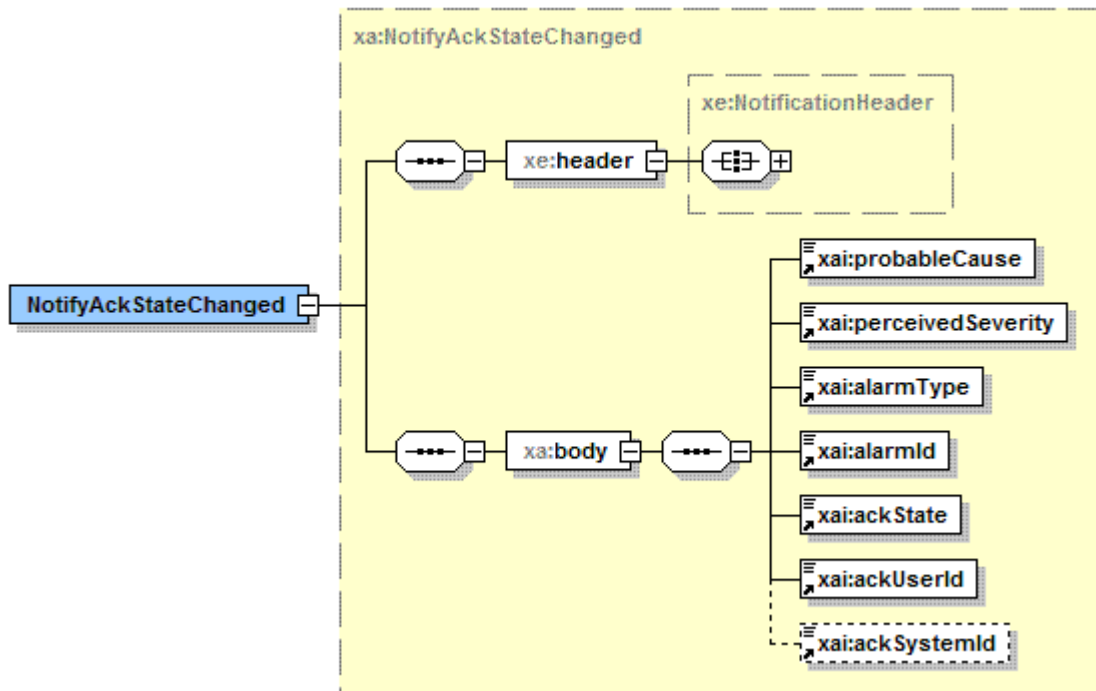 xa:NotifyAckStateChanged
xe:NotificationHeader
xe:header
NotifyAckStateChanged
xai:probableCause
xai:perceivedSeverity
xai:alarmType
xa:body
xai:alarmId
xai:ackState
xai:ackUserId
xai:ackSystemId